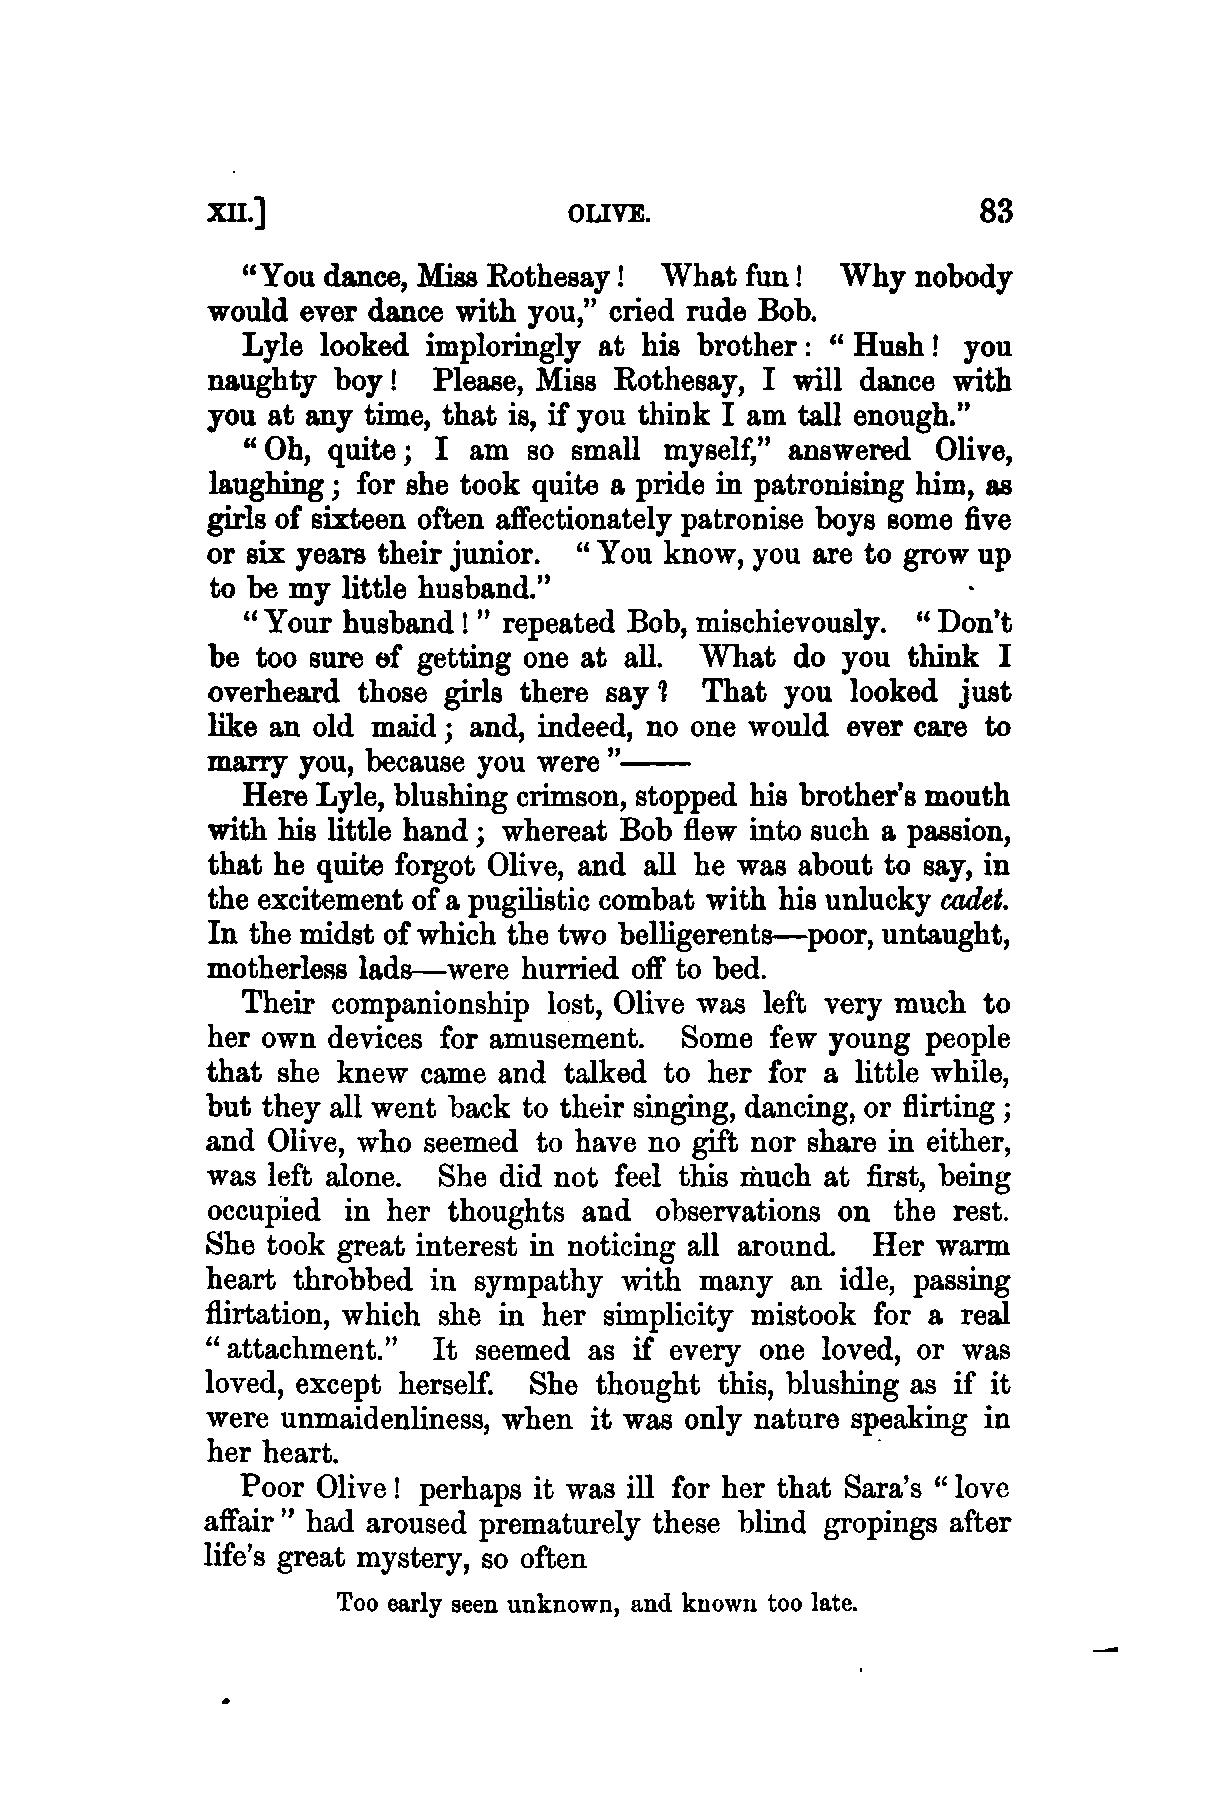 XII.] OLIVE. 83
"You dance, Miss Rothesay! What fun! Why nobody
would ever dance with you," cried rude Bob.
Lyle looked imploringly at his brother: "Hush! you
naughty boy! Please, Miss Rothesay, I will dance with
you at any time, that is, if you think I am tall enough."
"Oh, quite; I am so small myself," answered Olive,
laughing; for she took quite a pride in patronising him, as
girls of sixteen often affectionately patronise boys some five
or six years their junior. "You know, you are to grow up
to be my little husband."
"Your husband!" repeated Bob, mischievously. "Don't
be too sure of getting one at all. What do you think I
overheard those girls there say? That you looked just
like an old maid; and, indeed, no one would ever care to
marry you, because you were"——
Here Lyle, blushing crimson, stopped his brother's mouth
with his little hand; whereat Bob flew into such a passion,
that he quite forgot Olive, and all he was about to say, in
the excitement of a pugilistic combat with his unlucky cadet.
In the midst of which the two belligerents—poor, untaught,
motherless lads—were hurried off to bed.
Their companionship lost, Olive was left very much to
her own devices for amusement. Some few young people
that she knew came and talked to her for a little while,
but they all went back to their singing, dancing, or flirting;
and Olive, who seemed to have no gift nor share in either,
was left alone. She did not feel this much at first, being
occupied in her thoughts and observations on the rest.
She took great interest in noticing all around. Her warm
heart throbbed in sympathy with many an idle, passing
flirtation, which she in her simplicity mistook for a real
"attachment." It seemed as if every one loved, or was
loved, except herself. She thought this, blushing as if it
were unmaidenliness, when it was only nature speaking in
her heart.
Poor Olive! perhaps it was ill for her that Sara's "love
affair" had aroused prematurely these blind gropings after
life's great mystery, so often
Too early seen unknown, and known too late.